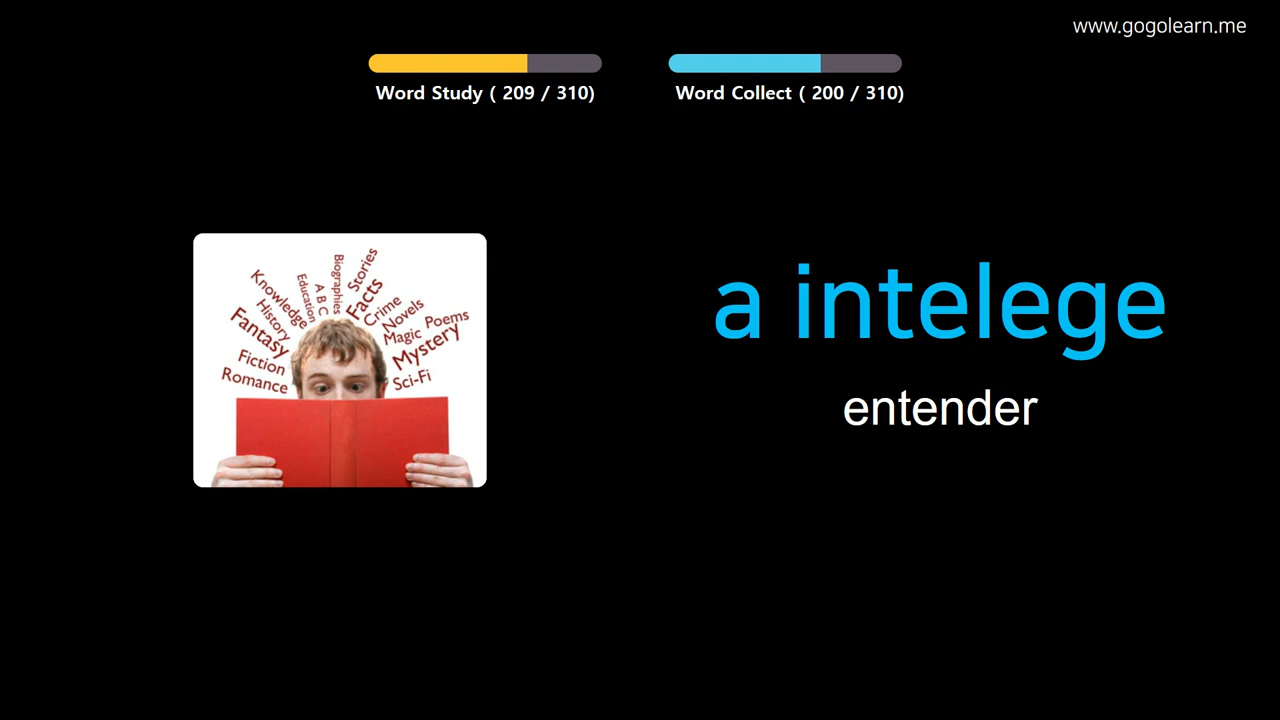 www.gogolearn.me
Word Study ( 209 / 310)
Word Collect ( 200 / 310)
a intelege
entender
Knowledge
History
Fantasy
Fiction
Romance
Education
A B C
Biographies
Stories
Facts
Crime
Novels
Magic
Poems
Mystery
Sci-Fi